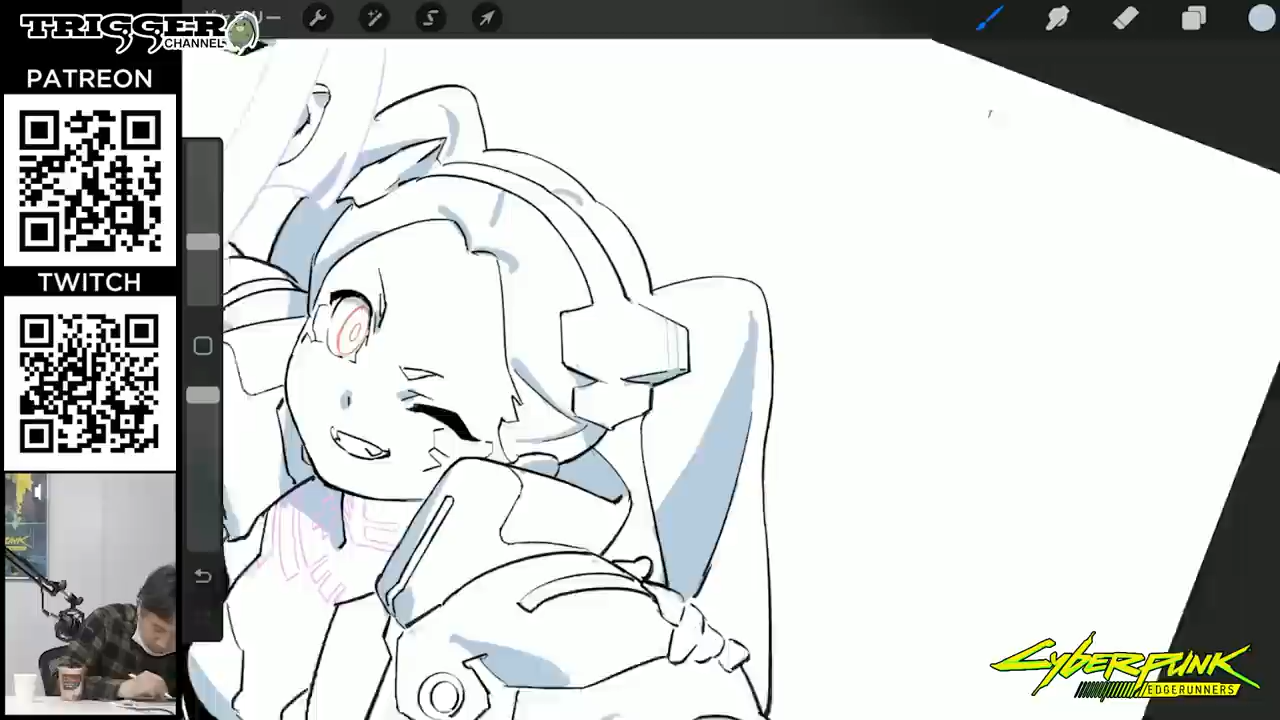 TRIGGER
CHANNEL
PATREON
TWITCH
CYBERPUNK
EDGERUNNERS